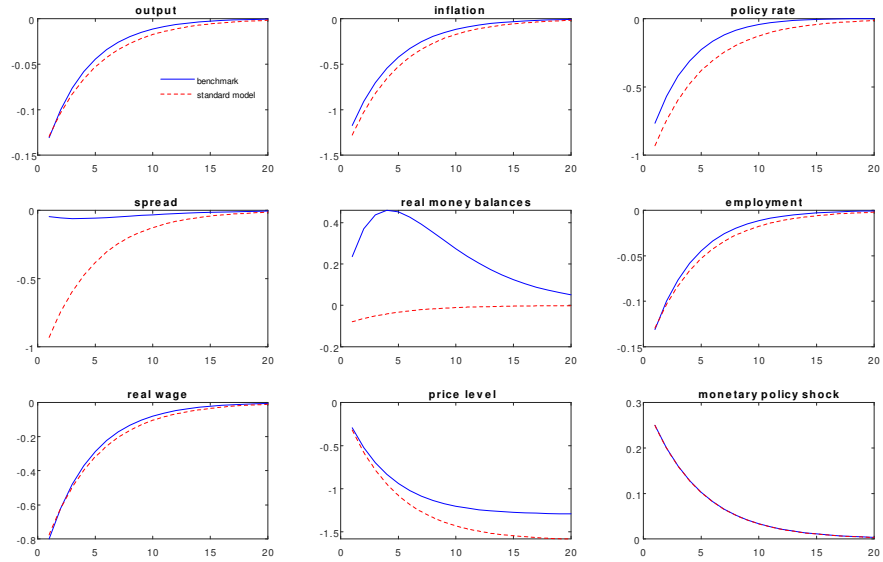 output
inflation
policy rate
0
-0.05
-0.1
-0.15
0 5 10 15 20
benchmark
standard model
0
-0.5
-1
-1.5
0 5 10 15 20
0
-1
0 5 10 15 20
spread
real money balances
employment
0
-0.5
-1
0 5 10 15 20
0.4
0.2
0
-0.2
0 5 10 15 20
0
-0.05
-0.1
-0.15
0 5 10 15 20
real wage
price level
monetary policy shock
0
-0.2
-0.4
-0.6
-0.8
0 5 10 15 20
0
-0.5
-1
-1.5
0 5 10 15 20
0.3
0.2
0.1
0
0 5 10 15 20